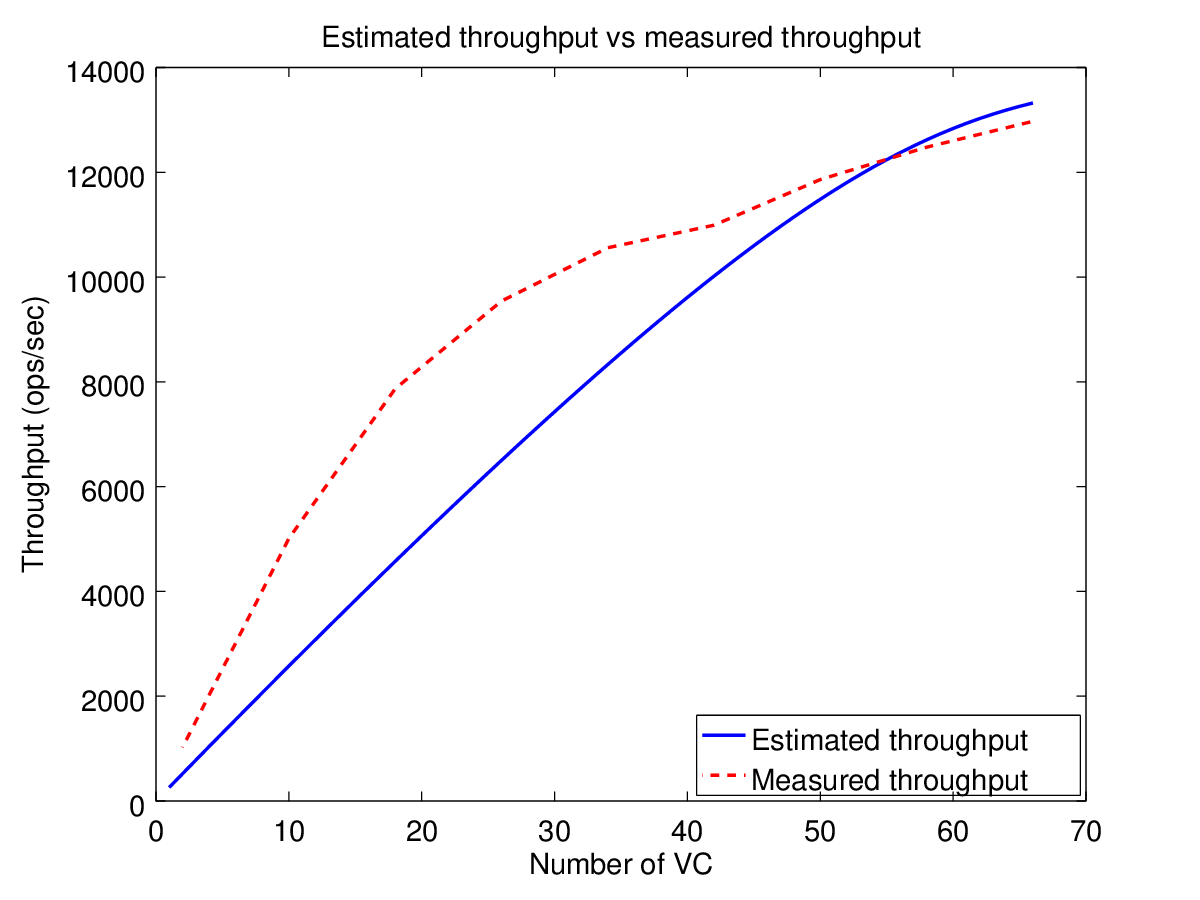 Estimated throughput vs measured throughput
14000
12000
10000
8000
6000
4000
2000
0
Throughput (ops/sec)
0 10 20 30 40 50 60 70
Number of VC
Estimated throughput
Measured throughput